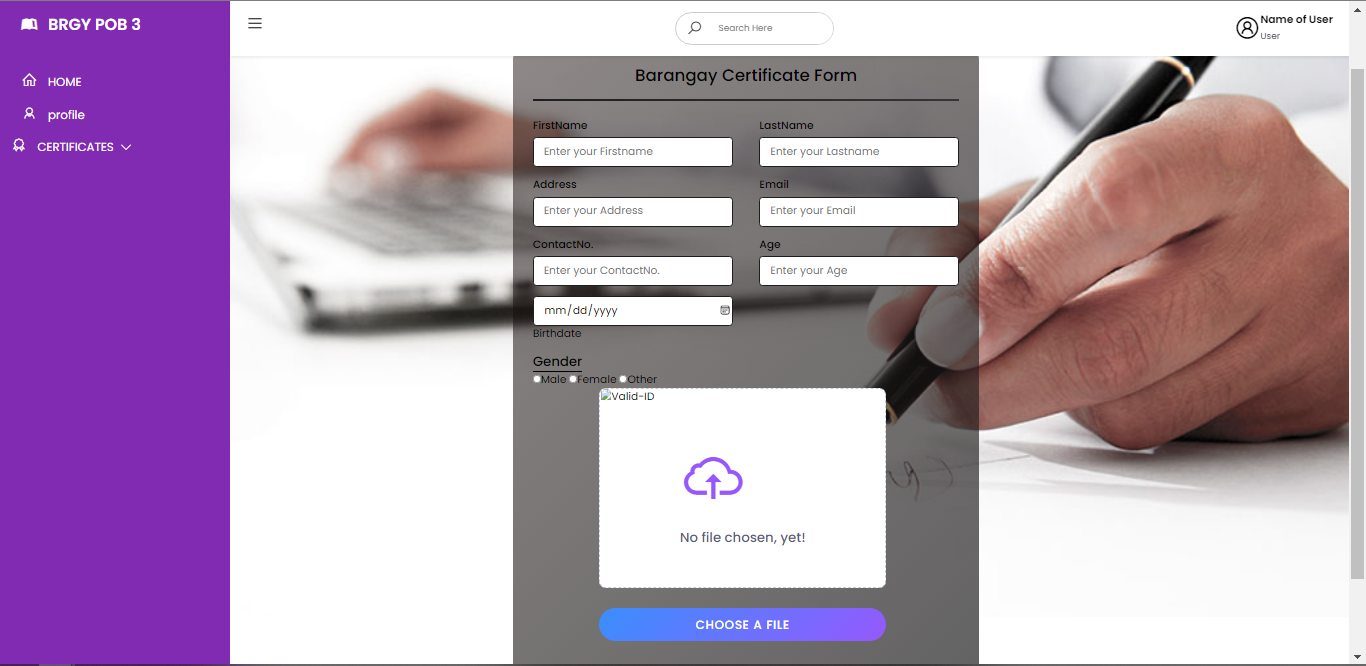 BRGY POB 3
Search Here
Name of User
User
HOME
profile
CERTIFICATES
Barangay Certificate Form
FirstName LastName
Enter your Firstname Enter your Lastname
Address Email
Enter your Address Enter your Email
ContactNo. Age
Enter your ContactNo. Enter your Age
mm/dd/yyyy
Birthdate
Gender
Male Female Other
Valid-ID
No file chosen, yet!
CHOOSE A FILE